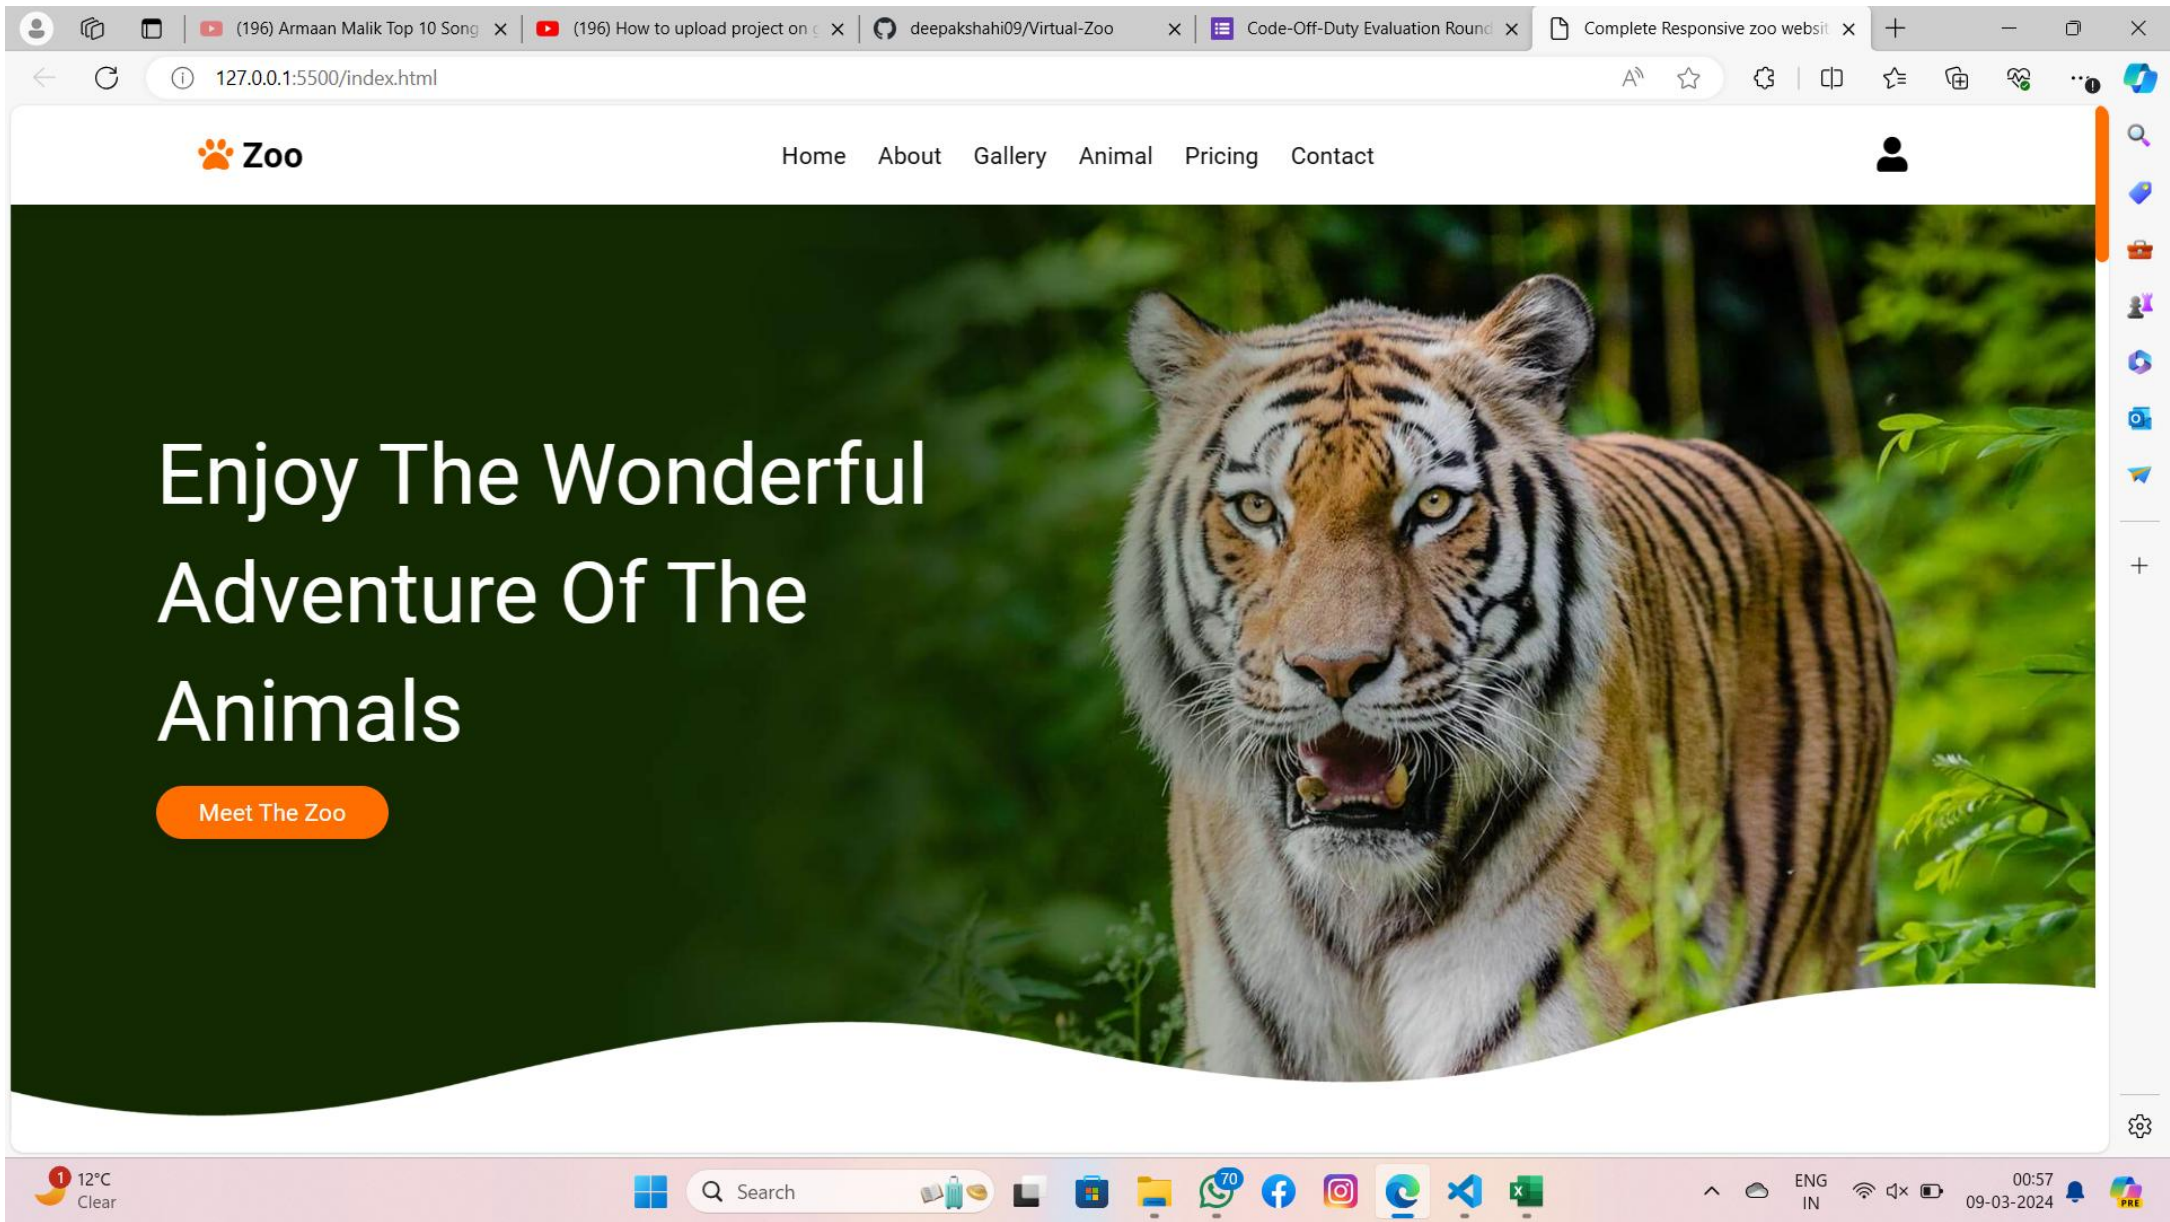 (196) Armaan Malik Top 10 Song
(196) How to upload project on g
deepakshahi09/Virtual-Zoo
Code-Off-Duty Evaluation Round
Complete Responsive zoo websit
127.0.0.1:5500/index.html
Zoo
Home About Gallery Animal Pricing Contact
Enjoy The Wonderful
Adventure Of The
Animals
Meet The Zoo
1
12°C
Clear
Search
70
ENG
IN
00:57
09-03-2024
PRE